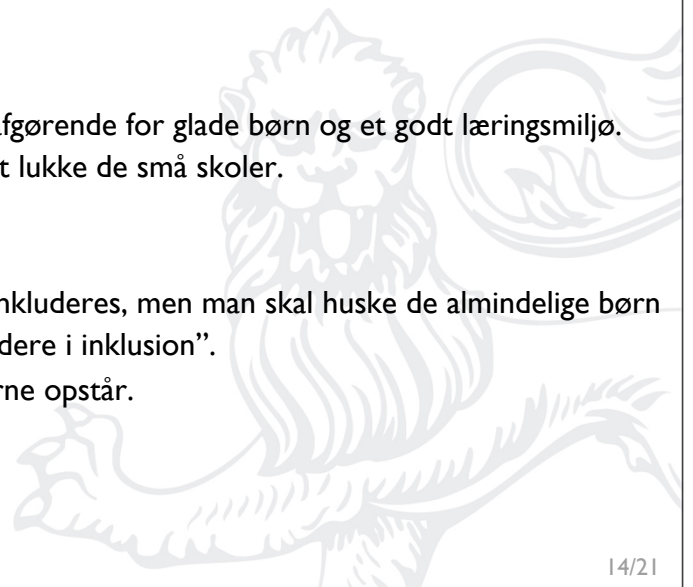 afgørende for glade børn og et godt læringsmiljø.
t lukke de små skoler.
nkluderes, men man skal huske de almindelige børn
dere i inklusion”.
rne opstår.
14/21